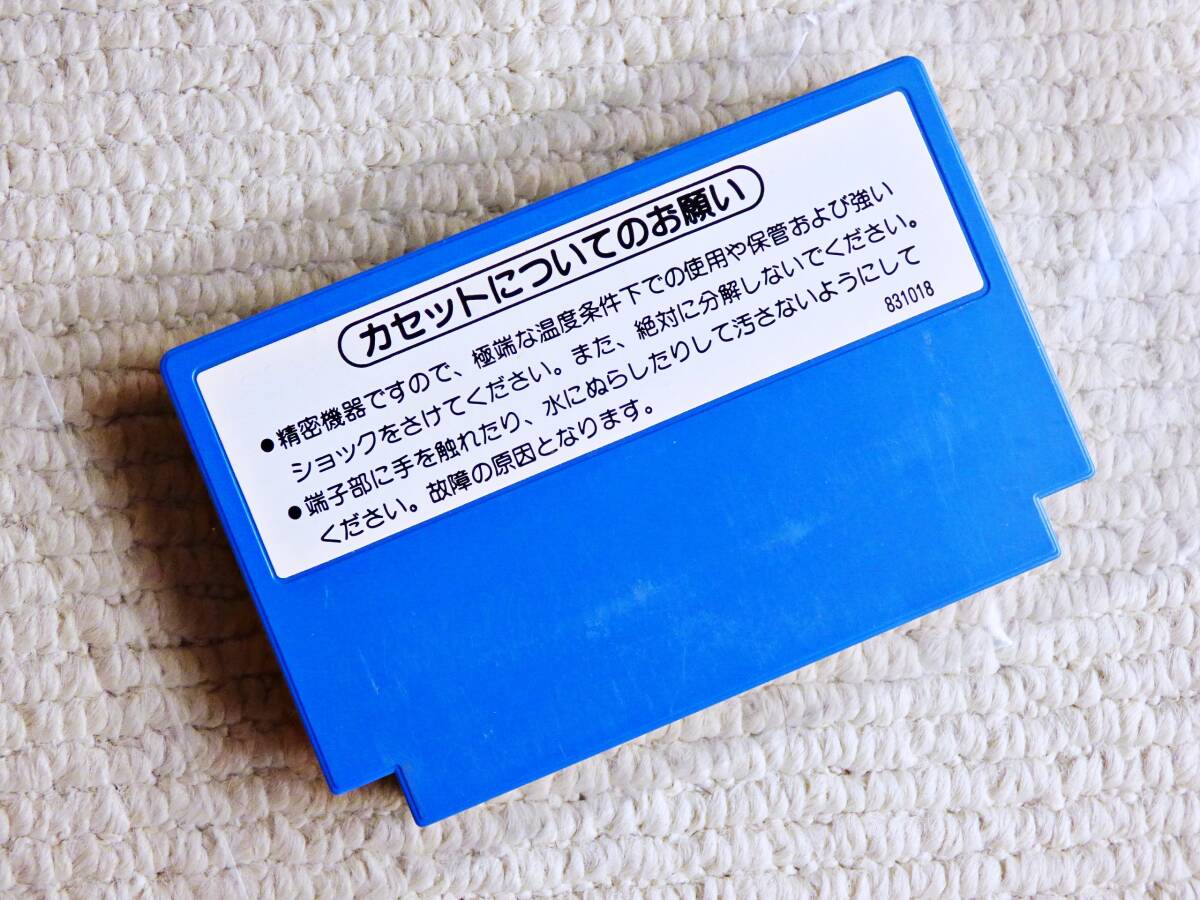 カセットについてのお願い
●精密機器ですので、極端な温度条件下での使用や保管および強い
ショックをさけてください。また、絶対に分解しないでください。
●端子部に手を触れたり、水にぬらしたりして汚さないようにして
ください。故障の原因となります。
831018